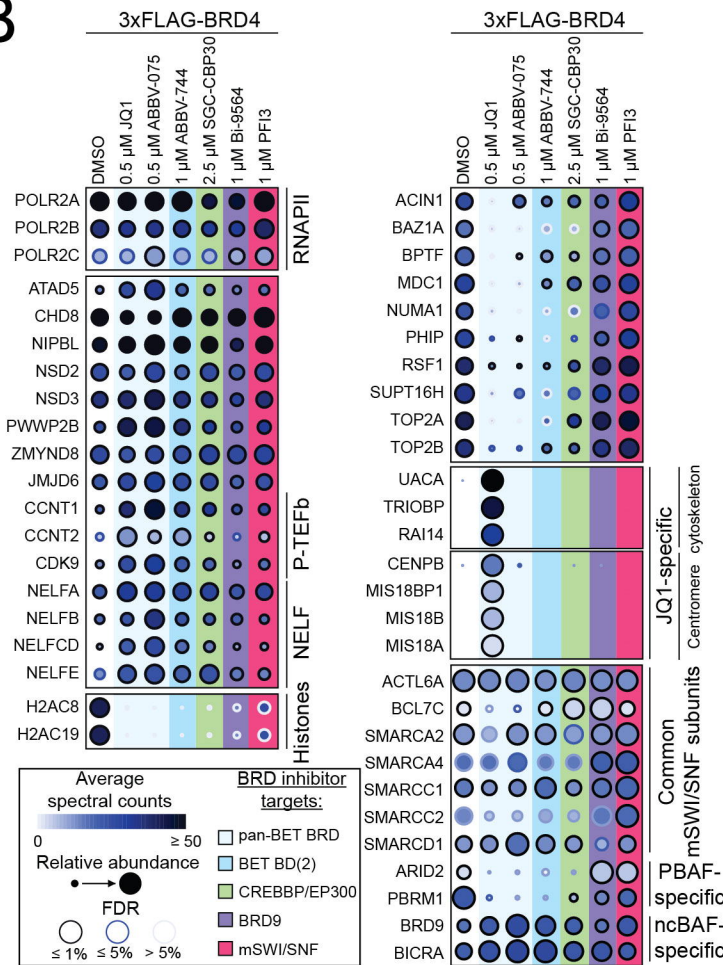 B
3xFLAG-BRD4
DMSO
0.5 µM JQ1
0.5 µM ABBV-075
1 µM ABBV-744
2.5 µM SGC-CBP30
1 µM Bi-9564
1 µM PFI3
POLR2A
POLR2B
POLR2C
RNAPII
ATAD5
CHD8
NIPBL
NSD2
NSD3
PWWP2B
ZMYND8
JMJD6
CCNT1
CCNT2
CDK9
P-TEFb
NELFA
NELFB
NELFCD
NELFE
NELF
H2AC8
H2AC19
Histones
Average
spectral counts
0 ≥ 50
Relative abundance
FDR
≤ 1% ≤ 5% > 5%
BRD inhibitor
targets:
pan-BET BRD
BET BD(2)
CREBBP/EP300
BRD9
mSWI/SNF
3xFLAG-BRD4
DMSO
0.5 µM JQ1
0.5 µM ABBV-075
1 µM ABBV-744
2.5 µM SGC-CBP30
1 µM Bi-9564
1 µM PFI3
ACIN1
BAZ1A
BPTF
MDC1
NUMA1
PHIP
RSF1
SUPT16H
TOP2A
TOP2B
UACA
TRIOBP
RAI14
cytoskeleton
CENPB
MIS18BP1
MIS18B
MIS18A
Centromere
JQ1-specific
ACTL6A
BCL7C
SMARCA2
SMARCA4
SMARCC1
SMARCC2
SMARCD1
Common
mSWI/SNF subunits
ARID2
PBRM1
PBAF-
specific
BRD9
BICRA
ncBAF-
specific